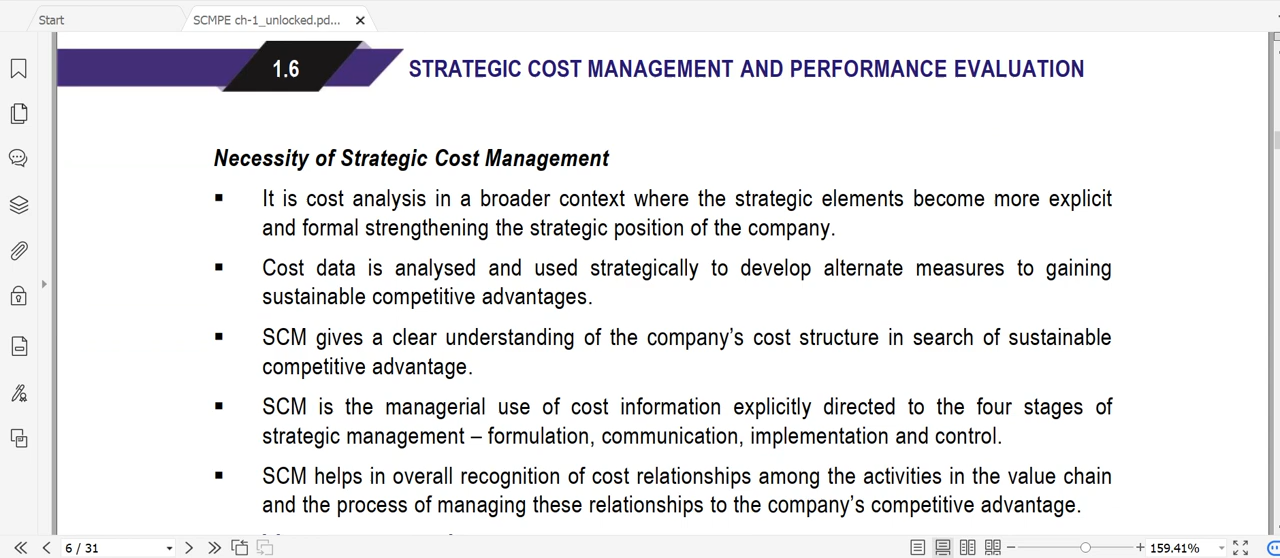 Start
SCMPE ch-1_unlocked.pd...
1.6
STRATEGIC COST MANAGEMENT AND PERFORMANCE EVALUATION
Necessity of Strategic Cost Management
▪ It is cost analysis in a broader context where the strategic elements become more explicit
and formal strengthening the strategic position of the company.
▪ Cost data is analysed and used strategically to develop alternate measures to gaining
sustainable competitive advantages.
▪ SCM gives a clear understanding of the company’s cost structure in search of sustainable
competitive advantage.
▪ SCM is the managerial use of cost information explicitly directed to the four stages of
strategic management – formulation, communication, implementation and control.
▪ SCM helps in overall recognition of cost relationships among the activities in the value chain
and the process of managing these relationships to the company’s competitive advantage.
6 / 31
159.41%